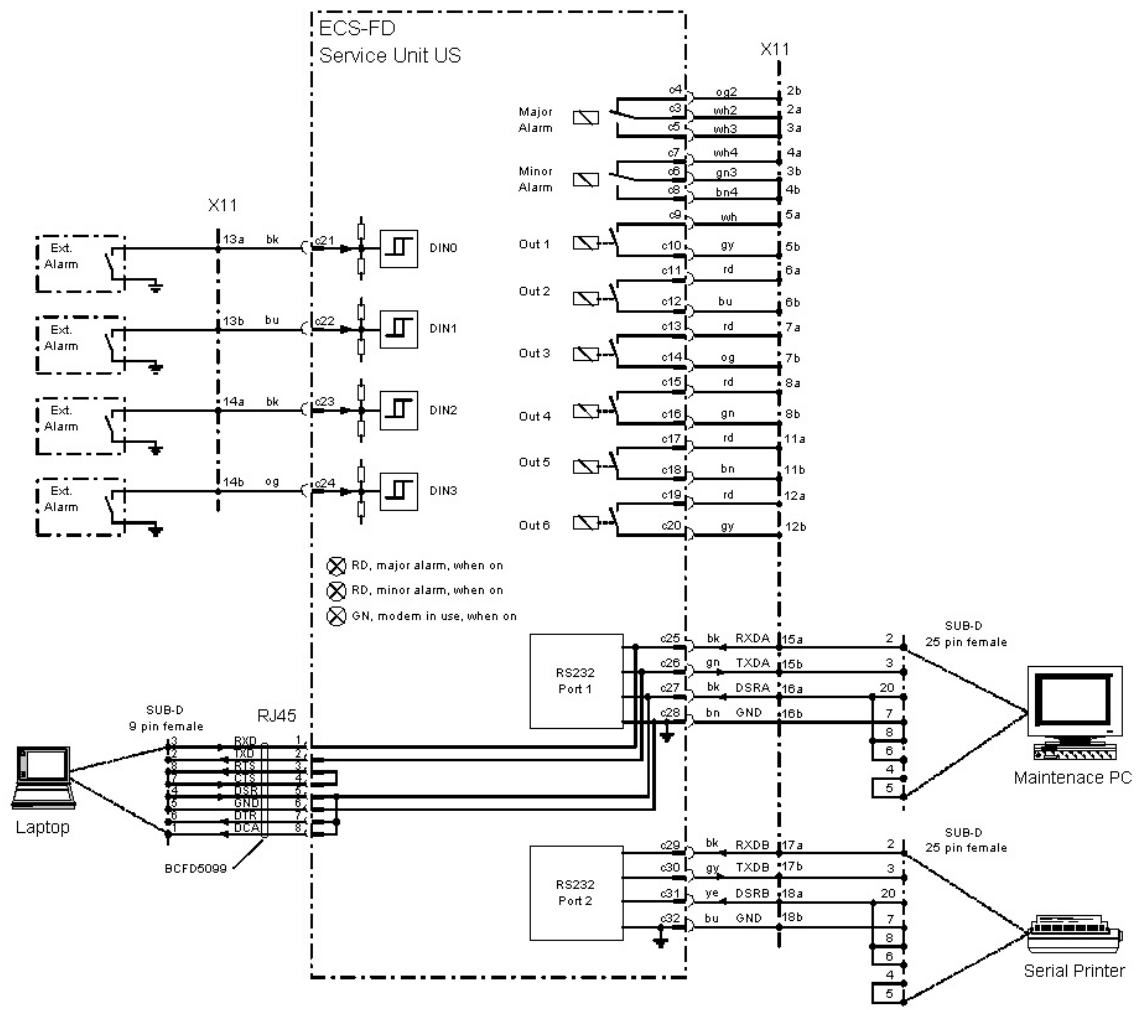 ECS-FD
Service Unit US
X11
c4 og2 2b
Major
Alarm
c3 wh2 2a
c5 wh3 3a
c7 wh4 4a
Minor
Alarm
c6 gn3 3b
c8 bn4 4b
c9 wh 5a
Out 1
c10 gy 5b
c11 rd 6a
Out 2
c12 bu 6b
c13 rd 7a
Out 3
c14 og 7b
c15 rd 8a
Out 4
c16 gn 8b
c17 rd 11a
Out 5
c18 bn 11b
c19 rd 12a
Out 6
c20 gy 12b
X11
Ext.
Alarm
13a bk c21 DIN0
Ext.
Alarm
13b bu c22 DIN1
Ext.
Alarm
14a bk c23 DIN2
Ext.
Alarm
14b og c24 DIN3
RD, major alarm, when on
RD, minor alarm, when on
GN, modem in use, when on
RS232
Port 1
c25 bk RXDA 15a 2
c26 gn TXDA 15b 3
c27 bk DSRA 16a 20
c28 bn GND 16b 7
8
6
4
5
SUB-D
25 pin female
Maintenace PC
SUB-D
9 pin female
RJ45
3 RXD 1
2 TXD 2
8 RTS 3
7 CTS 4
4 DSR 5
5 GND 6
6 DTR 7
1 DCA 8
Laptop
BCFD5099
RS232
Port 2
c29 bk RXDB 17a 2
c30 gy TXDB 17b 3
c31 ye DSRB 18a 20
c32 bu GND 18b 7
8
6
4
5
SUB-D
25 pin female
Serial Printer